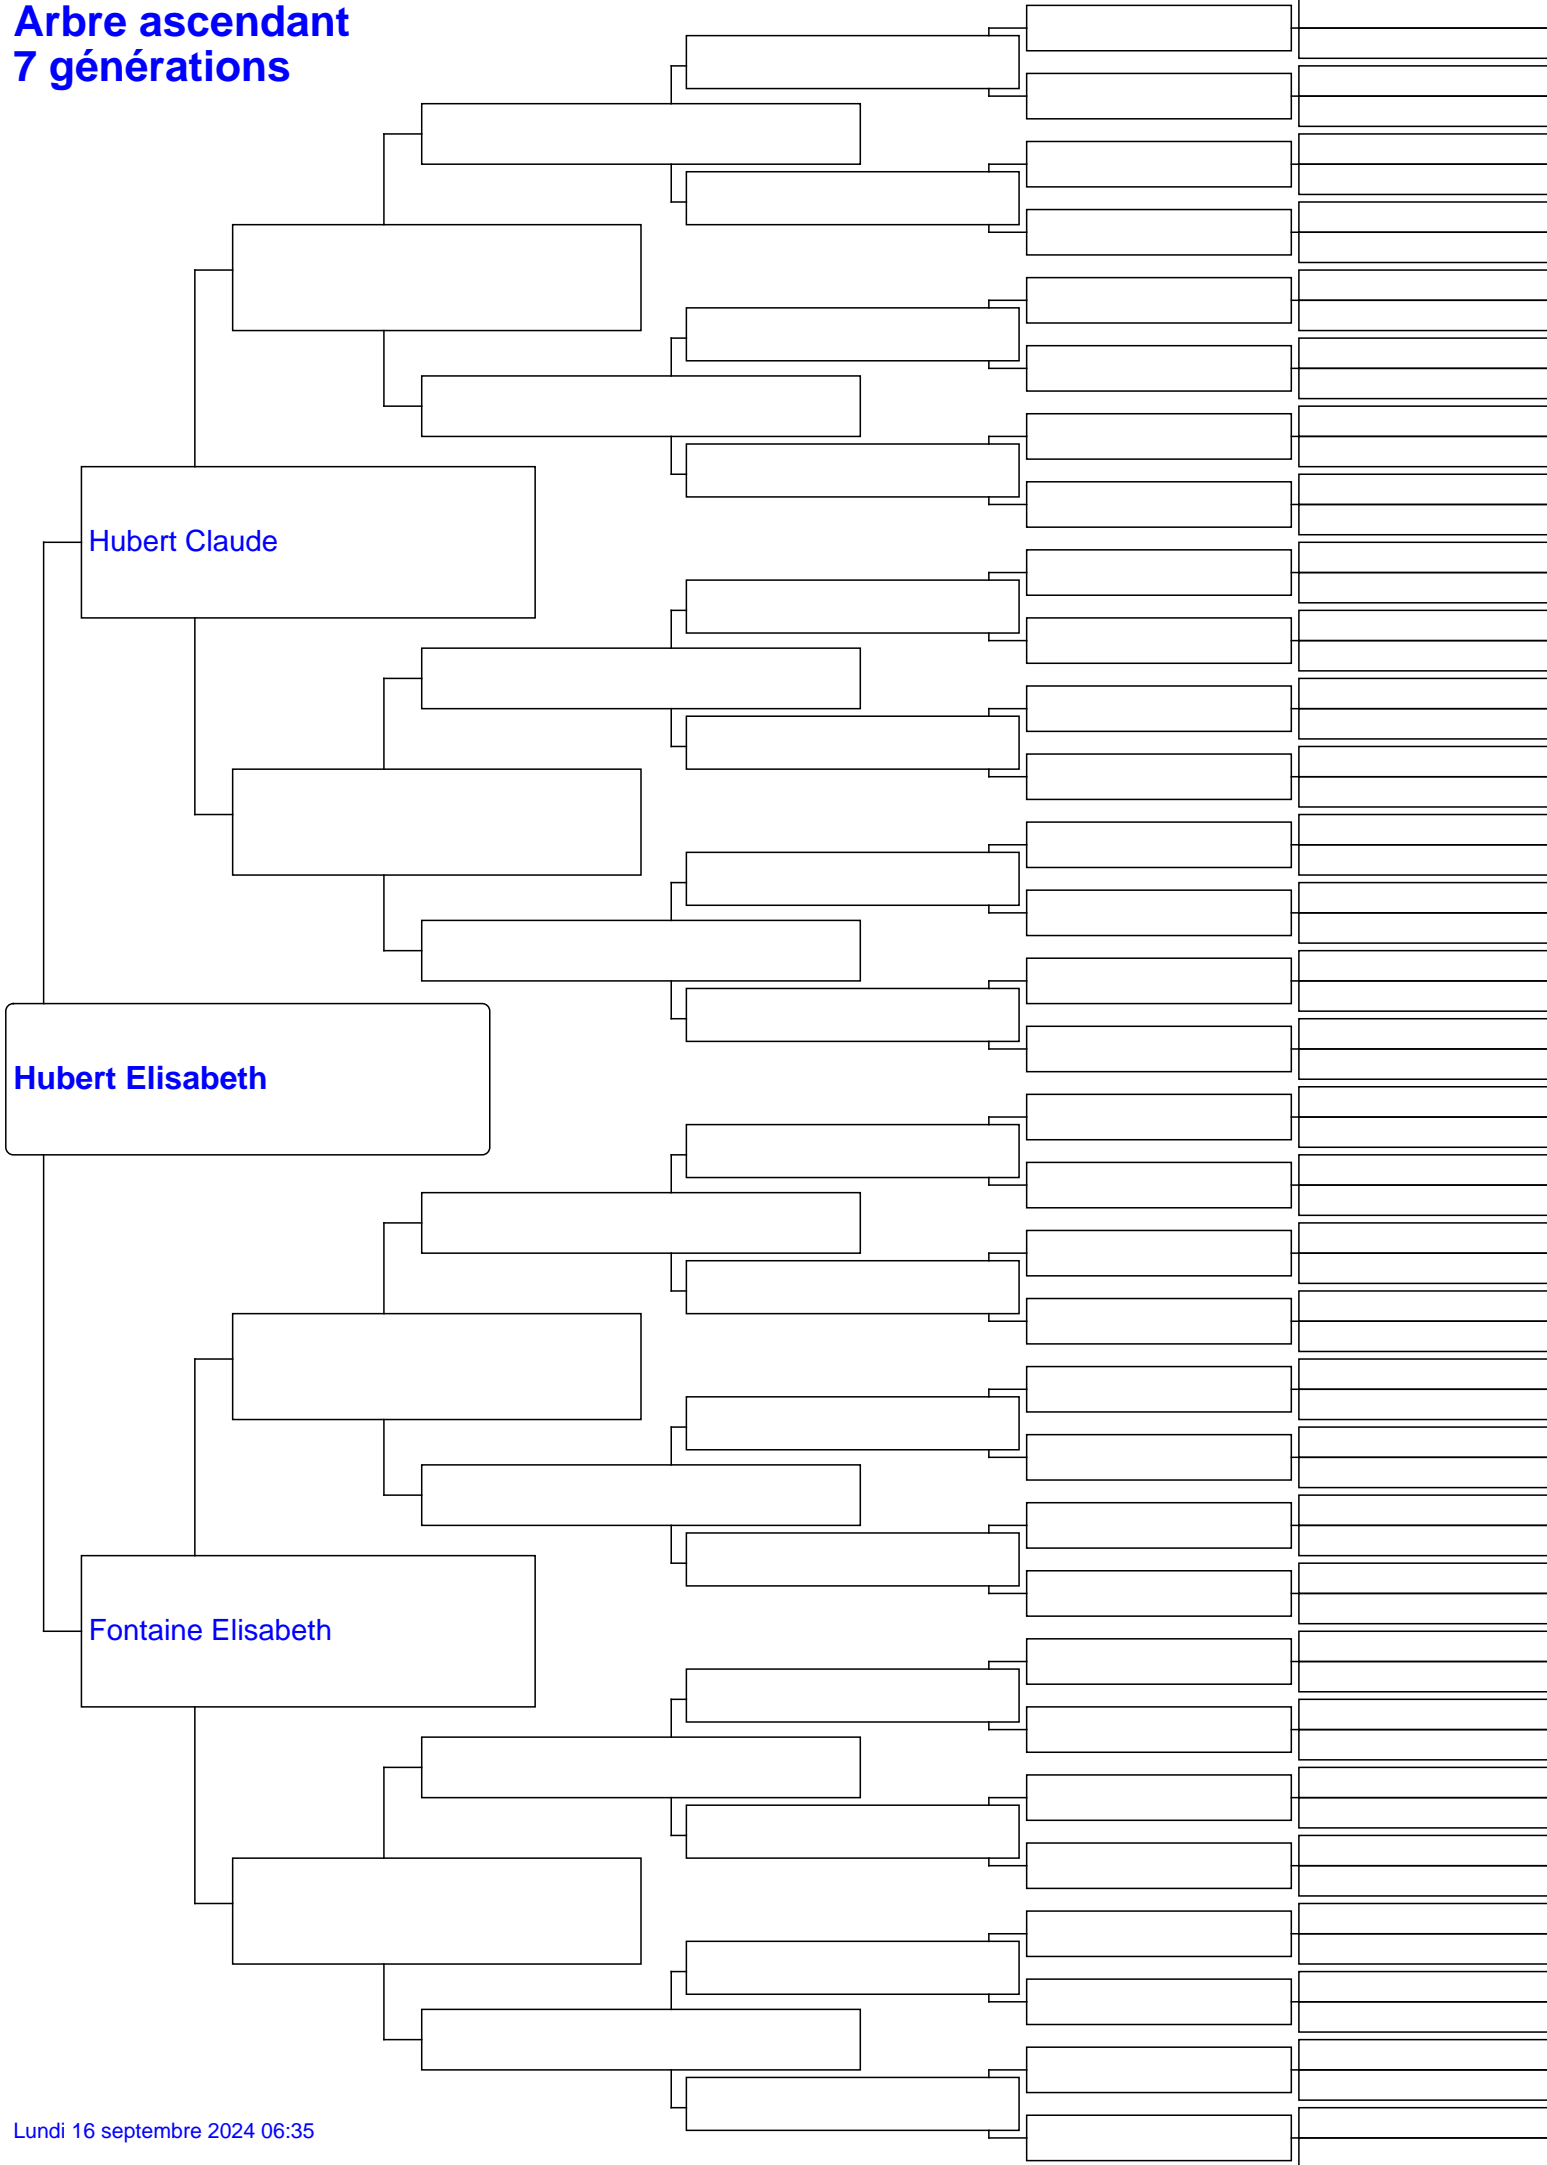 Arbre ascendant
7 générations
Hubert Claude
Hubert Elisabeth
Fontaine Elisabeth
Lundi 16 septembre 2024 06:35